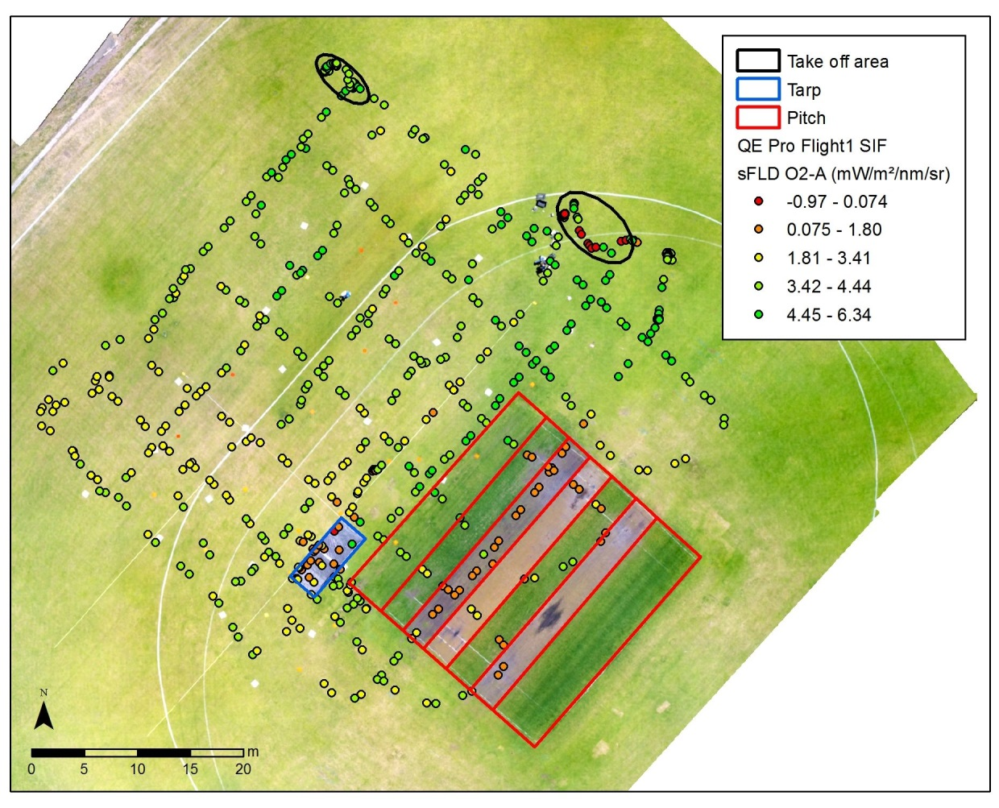 Take off area
Tarp
Pitch
QE Pro Flight1 SIF
sFLD O2-A (mW/m²/nm/sr)
-0.97 - 0.074
0.075 - 1.80
1.81 - 3.41
3.42 - 4.44
4.45 - 6.34
N
m
0 5 10 15 20